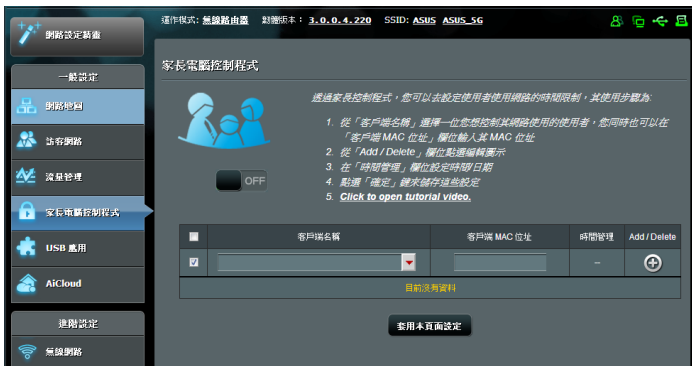 運作模式: 無線路由器 韌體版本: 3.0.0.4.220 SSID: ASUS ASUS_5G
網路設定精靈
一般設定
網路地圖
訪客網路
流量管理
家長電腦控制程式
USB 應用
AiCloud
進階設定
無線網路
家長電腦控制程式
透過家長控制程式，您可以去設定使用者使用網路的時間限制，其使用步驟為:
1. 從「客戶端名稱」選擇一位您想控制其網路使用的使用者，您同時也可以在
「客戶端 MAC 位址」欄位輸入其 MAC 位址
2. 從「Add / Delete」欄位點選編輯圖示
3. 在「時間管理」欄位設定時間/日期
4. 點選「確定」鍵來儲存這些設定
5. Click to open tutorial video.
OFF
客戶端名稱 客戶端 MAC 位址 時間管理 Add / Delete
–
目前沒有資料
套用本頁面設定